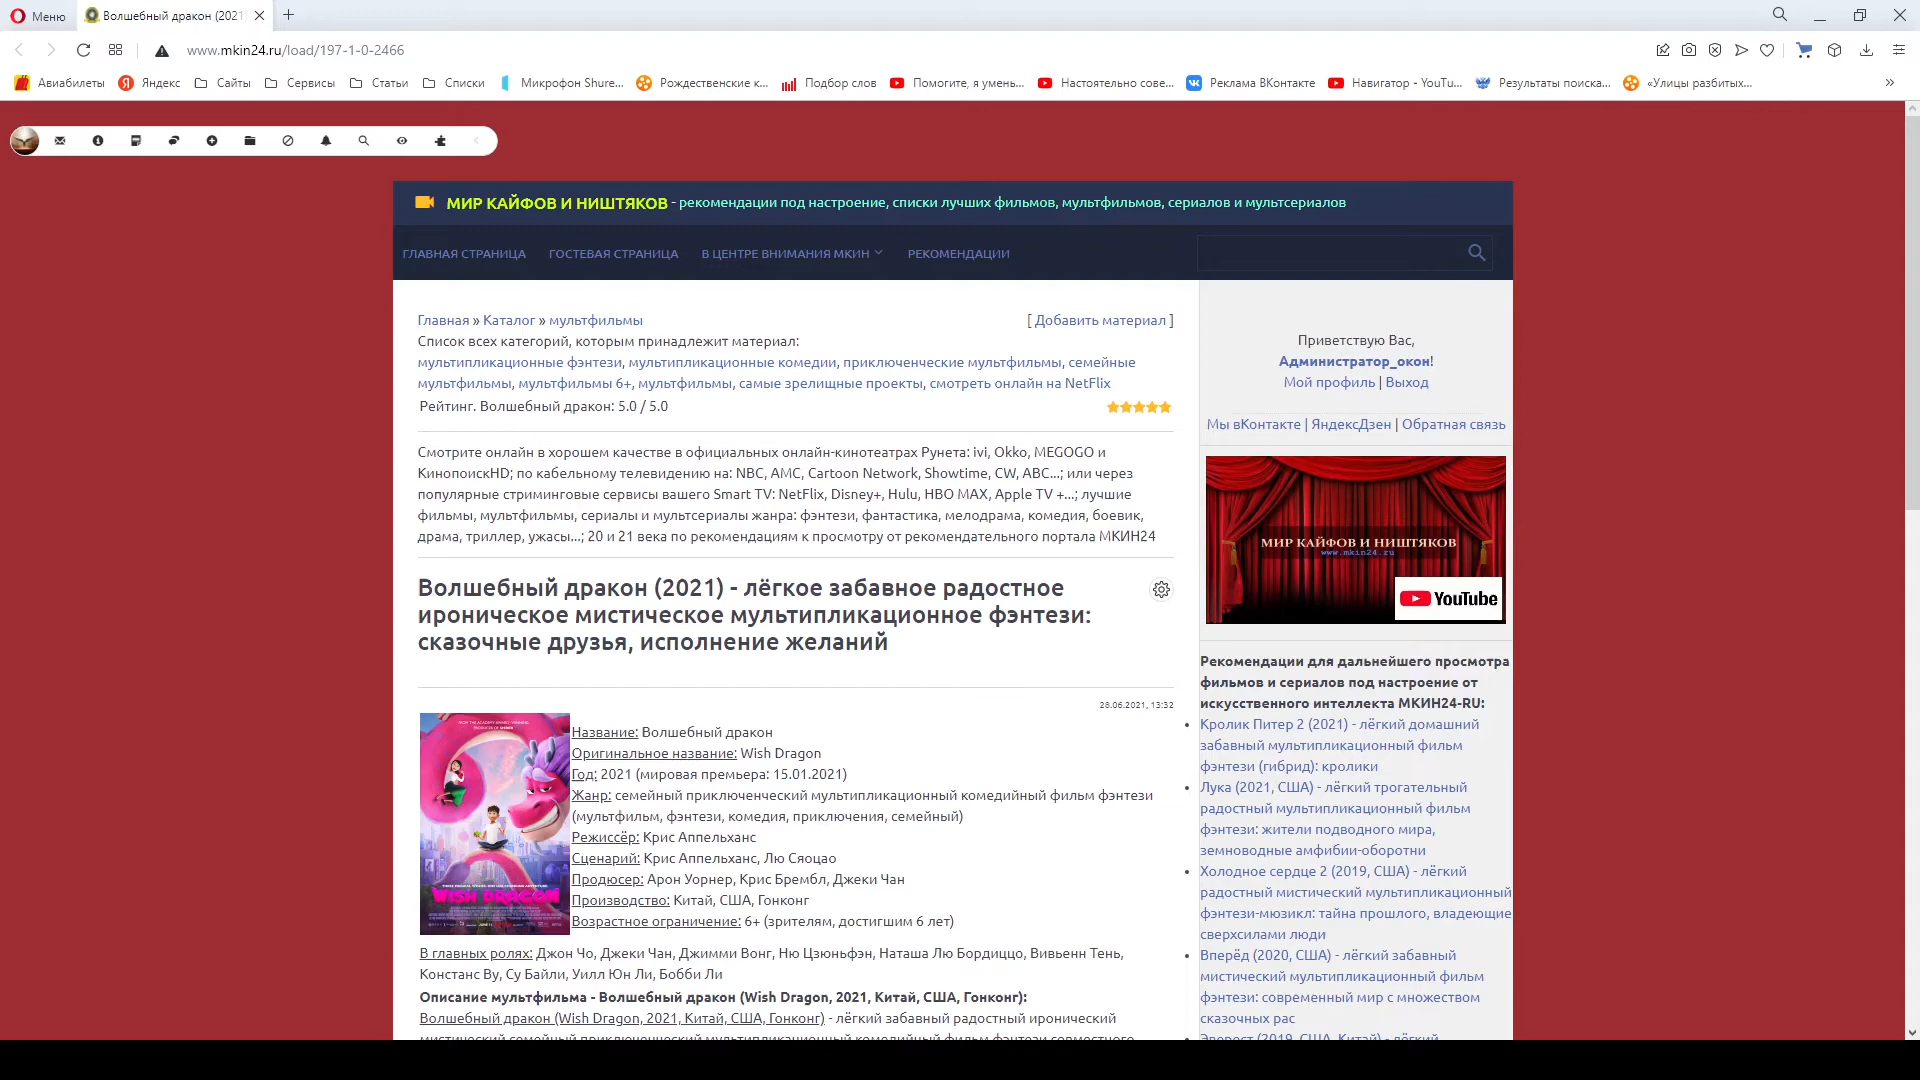 Меню
Волшебный дракон (2021)
www.mkin24.ru/load/197-1-0-2466
Авиабилеты
Яндекс
Сайты
Сервисы
Статьи
Списки
Микрофон Shure...
Рождественские к...
Подбор слов
Помогите, я умень...
Настоятельно сове...
Реклама ВКонтакте
Навигатор - YouTu...
Результаты поиска...
«Улицы разбитых...
МИР КАЙФОВ И НИШТЯКОВ - рекомендации под настроение, списки лучших фильмов, мультфильмов, сериалов и мультсериалов
ГЛАВНАЯ СТРАНИЦА
ГОСТЕВАЯ СТРАНИЦА
В ЦЕНТРЕ ВНИМАНИЯ МКИН
РЕКОМЕНДАЦИИ
Главная » Каталог » мультфильмы
[ Добавить материал ]
Список всех категорий, которым принадлежит материал:
мультипликационные фэнтези, мультипликационные комедии, приключенческие мультфильмы, семейные
мультфильмы, мультфильмы 6+, мультфильмы, самые зрелищные проекты, смотреть онлайн на NetFlix
Рейтинг. Волшебный дракон: 5.0 / 5.0
Смотрите онлайн в хорошем качестве в официальных онлайн-кинотеатрах Рунета: ivi, Okko, MEGOGO и
КинопоискHD; по кабельному телевидению на: NBC, AMC, Cartoon Network, Showtime, CW, ABC...; или через
популярные стриминговые сервисы вашего Smart TV: NetFlix, Disney+, Hulu, HBO MAX, Apple TV +...; лучшие
фильмы, мультфильмы, сериалы и мультсериалы жанра: фэнтези, фантастика, мелодрама, комедия, боевик,
драма, триллер, ужасы...; 20 и 21 века по рекомендациям к просмотру от рекомендательного портала МКИН24
Волшебный дракон (2021) - лёгкое забавное радостное
ироническое мистическое мультипликационное фэнтези:
сказочные друзья, исполнение желаний
28.06.2021, 13:32
WISH DRAGON
Название: Волшебный дракон
Оригинальное название: Wish Dragon
Год: 2021 (мировая премьера: 15.01.2021)
Жанр: семейный приключенческий мультипликационный комедийный фильм фэнтези
(мультфильм, фэнтези, комедия, приключения, семейный)
Режиссёр: Крис Аппельханс
Сценарий: Крис Аппельханс, Лю Сяоцао
Продюсер: Арон Уорнер, Крис Брембл, Джеки Чан
Производство: Китай, США, Гонконг
Возрастное ограничение: 6+ (зрителям, достигшим 6 лет)
В главных ролях: Джон Чо, Джеки Чан, Джимми Вонг, Ню Цзюньфэн, Наташа Лю Бордиццо, Вивьенн Тень,
Констанс Ву, Су Байли, Уилл Юн Ли, Бобби Ли
Описание мультфильма - Волшебный дракон (Wish Dragon, 2021, Китай, США, Гонконг):
Волшебный дракон (Wish Dragon, 2021, Китай, США, Гонконг) - лёгкий забавный радостный иронический
мистический семейный приключенческий мультипликационный комедийный фильм фэнтези совместного
Приветствую Вас,
Администратор_окон!
Мой профиль | Выход
Мы вКонтакте | ЯндексДзен | Обратная связь
МИР КАЙФОВ И НИШТЯКОВ
www.mkin24.ru
YouTube
Рекомендации для дальнейшего просмотра
фильмов и сериалов под настроение от
искусственного интеллекта МКИН24-RU:
Кролик Питер 2 (2021) - лёгкий домашний
забавный мультипликационный фильм
фэнтези (гибрид): кролики
Лука (2021, США) - лёгкий трогательный
радостный мультипликационный фильм
фэнтези: жители подводного мира,
земноводные амфибии-оборотни
Холодное сердце 2 (2019, США) - лёгкий
радостный мистический мультипликационный
фэнтези-мюзикл: тайна прошлого, владеющие
сверхсилами люди
Вперёд (2020, США) - лёгкий забавный
мистический мультипликационный фильм
фэнтези: современный мир с множеством
сказочных рас
Эверест (2019, США, Китай) - лёгкий